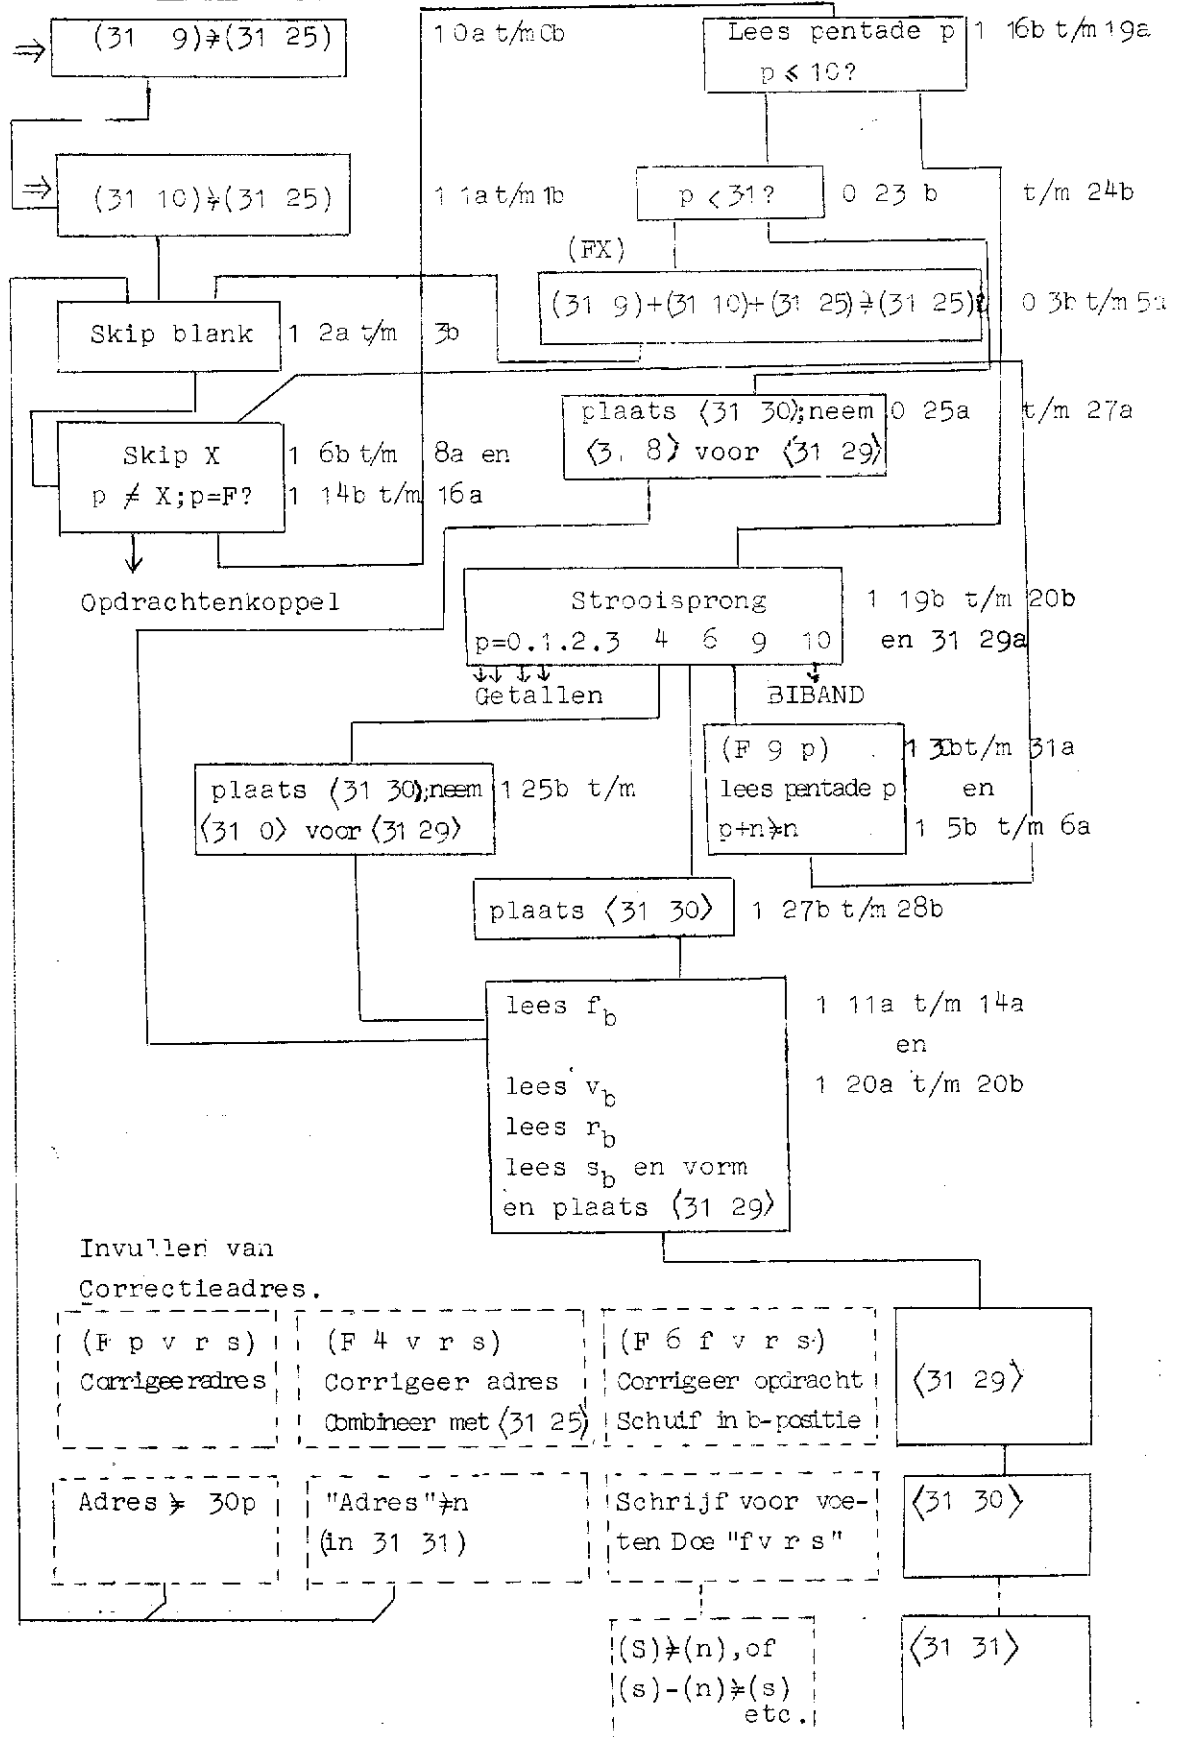 ⇒ (31 9)⇒(31 25) 1 0a t/m 0b
Lees pentade p 1 16b t/m 19a
p ⩽ 10?
⇒ (31 10)⇒(31 25) 1 1a t/m 1b
p < 31? 0 23 b t/m 24b
(FX)
(31 9)+(31 10)+(31 25)⇒(31 25) 0 3b t/m 5a
Skip blank 1 2a t/m 3b
plaats ⟨31 30⟩;neem 0 25a t/m 27a
⟨3. 8⟩ voor ⟨31 29⟩
Skip X 1 6b t/m 8a en
p ≠ X;p=F? 1 14b t/m 16a
Opdrachtenkoppel
Strooisprong 1 19b t/m 20b
p=0.1.2.3 4 6 9 10 en 31 29a
Getallen BIBAND
(F 9 p) t/m 31a
lees pentade p en
p+n⇒n 1 5b t/m 6a
plaats ⟨31 30⟩;neem 1 25b t/m
⟨31 0⟩ voor ⟨31 29⟩
plaats ⟨31 30⟩ 1 27b t/m 28b
lees f_b 1 11a t/m 14a
en
lees v_b 1 20a t/m 20b
lees r_b
lees s_b en vorm
en plaats ⟨31 29⟩
Invullen van
Correctieadres.
(F p v r s)
Corrigeer adres
(F 4 v r s)
Corrigeer adres
Combineer met ⟨31 25⟩
(F 6 f v r s)
Corrigeer opdracht
Schuif in b-positie
⟨31 29⟩
Adres ⇒ 30p
"Adres"⇒n
(in 31 31)
Schrijf voor voe-
ten Doe "f v r s"
⟨31 30⟩
(S)⇒(n),of
(s)-(n)⇒(s)
etc.
⟨31 31⟩